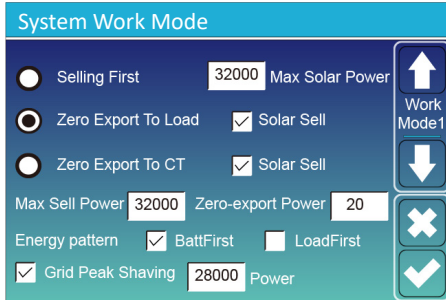 System Work Mode
Selling First 32000 Max Solar Power
Work
Mode1
Zero Export To Load Solar Sell
Zero Export To CT Solar Sell
Max Sell Power 32000 Zero-export Power 20
Energy pattern BattFirst LoadFirst
Grid Peak Shaving 28000 Power